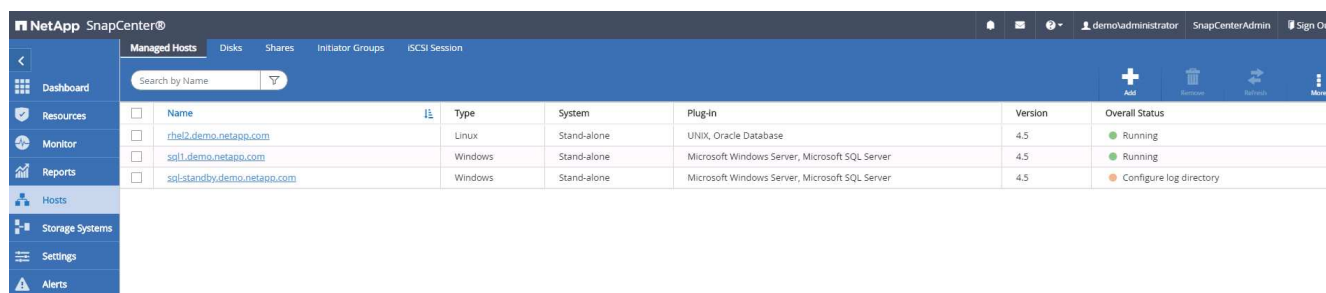 NetApp SnapCenter® demo\administrator SnapCenterAdmin Sign O
Managed Hosts Disks Shares Initiator Groups iSCSI Session
Search by Name
Add Remove Refresh More
Dashboard
Resources
Monitor
Reports
Hosts
Storage Systems
Settings
Alerts
Name Type System Plug-in Version Overall Status
rhel2.demo.netapp.com Linux Stand-alone UNIX, Oracle Database 4.5 Running
sql1.demo.netapp.com Windows Stand-alone Microsoft Windows Server, Microsoft SQL Server 4.5 Running
sql-standby.demo.netapp.com Windows Stand-alone Microsoft Windows Server, Microsoft SQL Server 4.5 Configure log directory